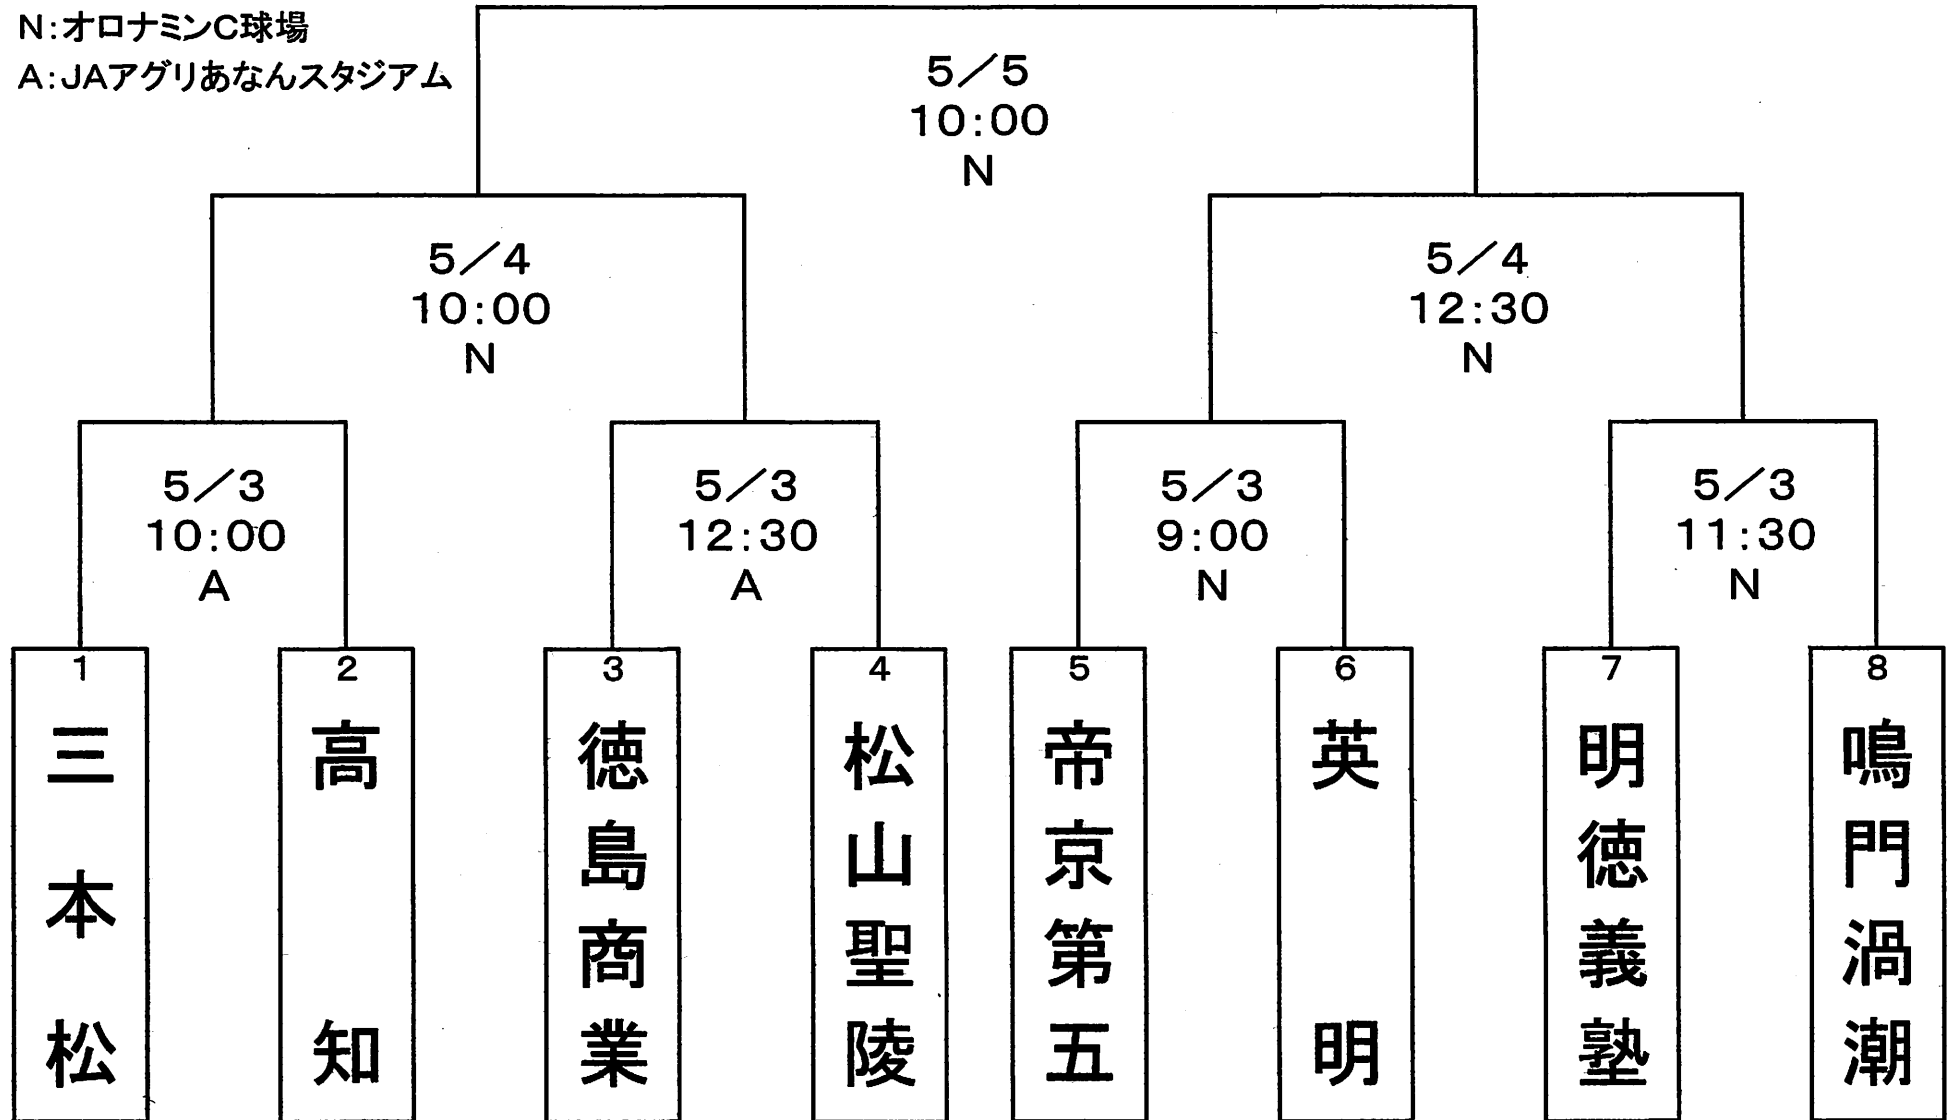 N:オロナミンC球場
A:JAアグリあなんスタジアム
5/5
10:00
N
5/4
10:00
N
5/4
12:30
N
5/3
10:00
A
5/3
12:30
A
5/3
9:00
N
5/3
11:30
N
1
三本松
2
高知
3
徳島商業
4
松山聖陵
5
帝京第五
6
英明
7
明徳義塾
8
鳴門渦潮